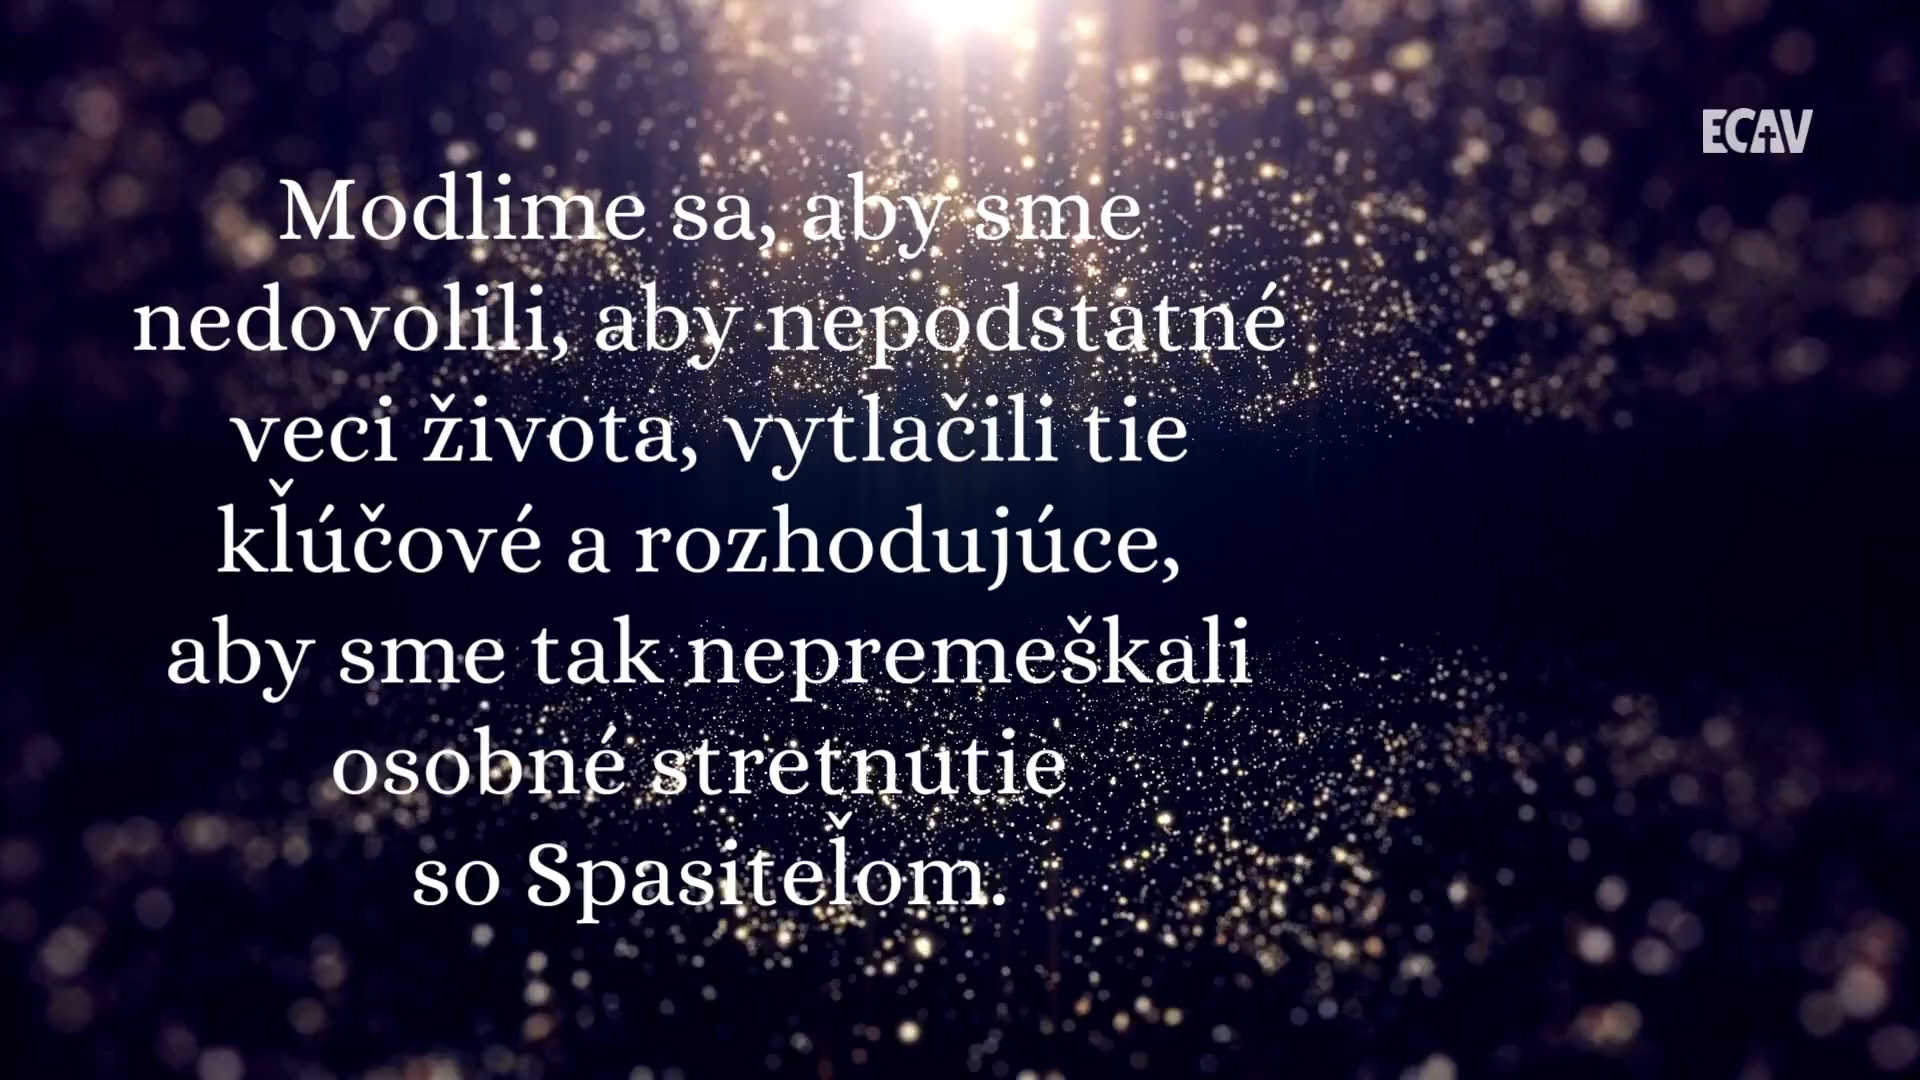 ECAV
Modlime sa, aby sme
nedovolili, aby nepodstatné
veci života, vytlačili tie
kľúčové a rozhodujúce,
aby sme tak nepremeškali
osobné stretnutie
so Spasiteľom.